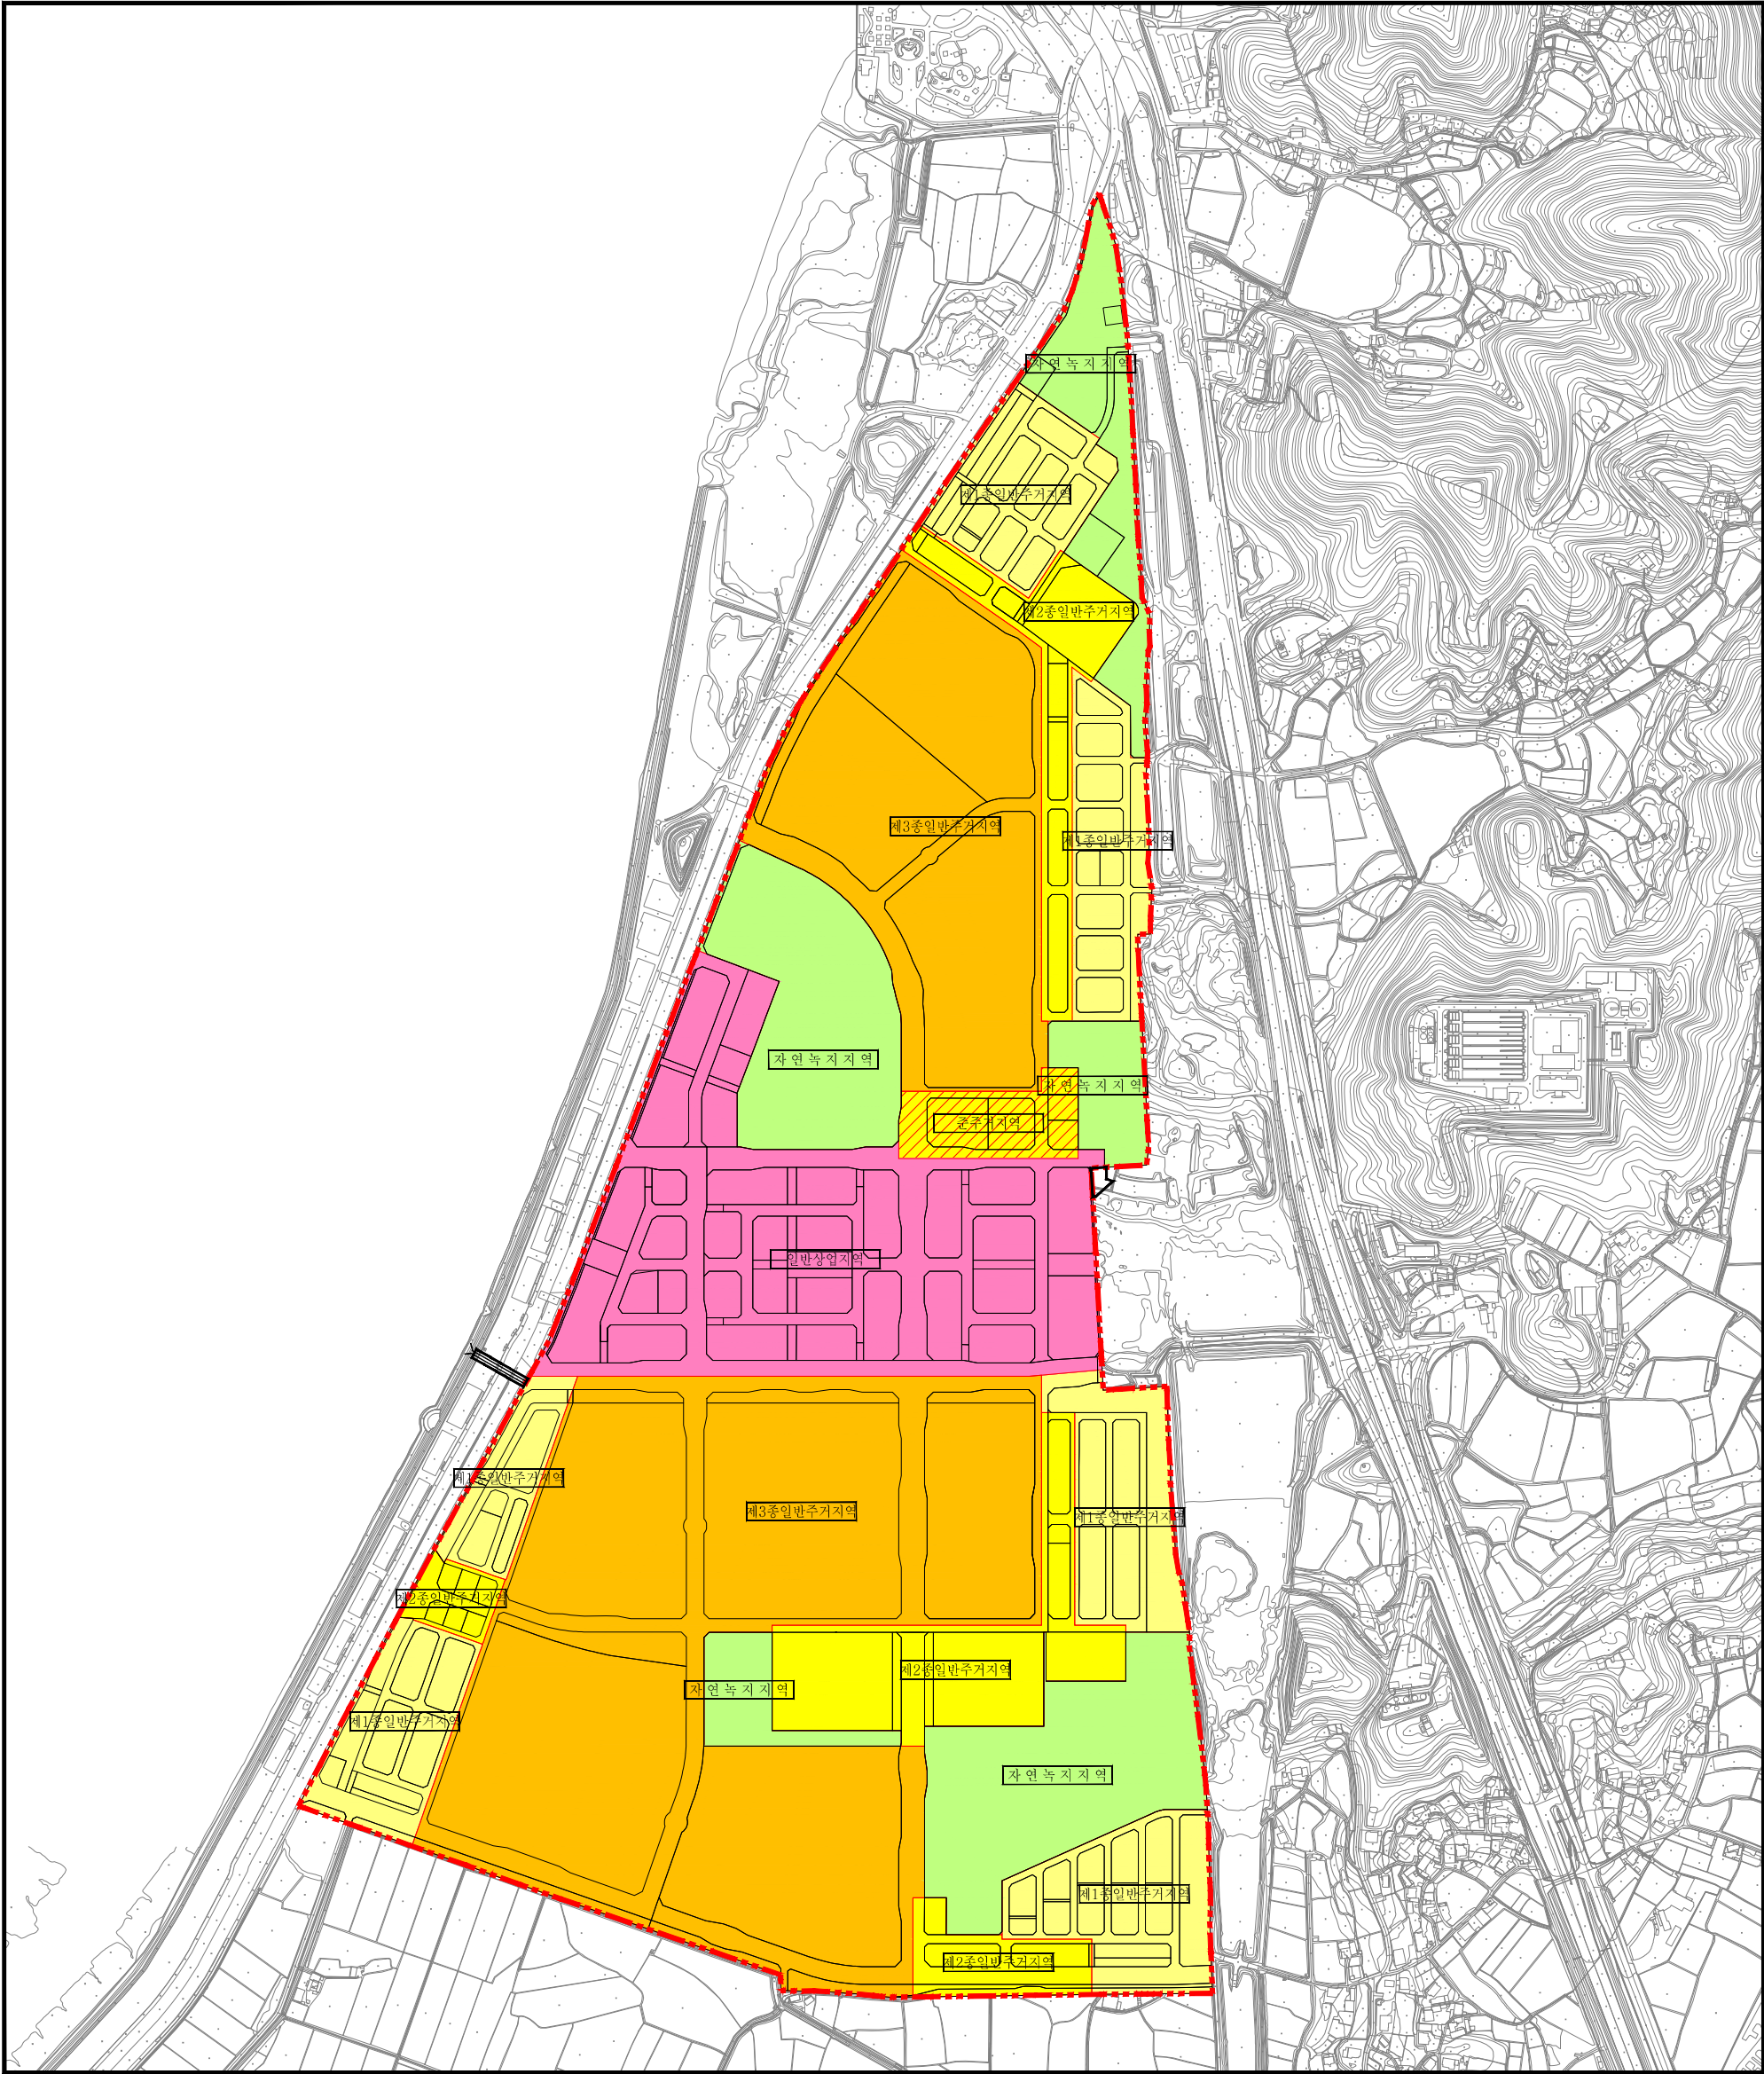 자 연 녹 지 지 역
제1종일반주거지역
제2종일반주거지역
제3종일반주거지역
제1종일반주거지역
자 연 녹 지 지 역
자 연 녹 지 지 역
준주거지역
일반상업지역
제1종일반주거지역
제3종일반주거지역
제1종일반주거지역
제2종일반주거지역
제2종일반주거지역
자 연 녹 지 지 역
제1종일반주거지역
자 연 녹 지 지 역
제1종일반주거지역
제2종일반주거지역